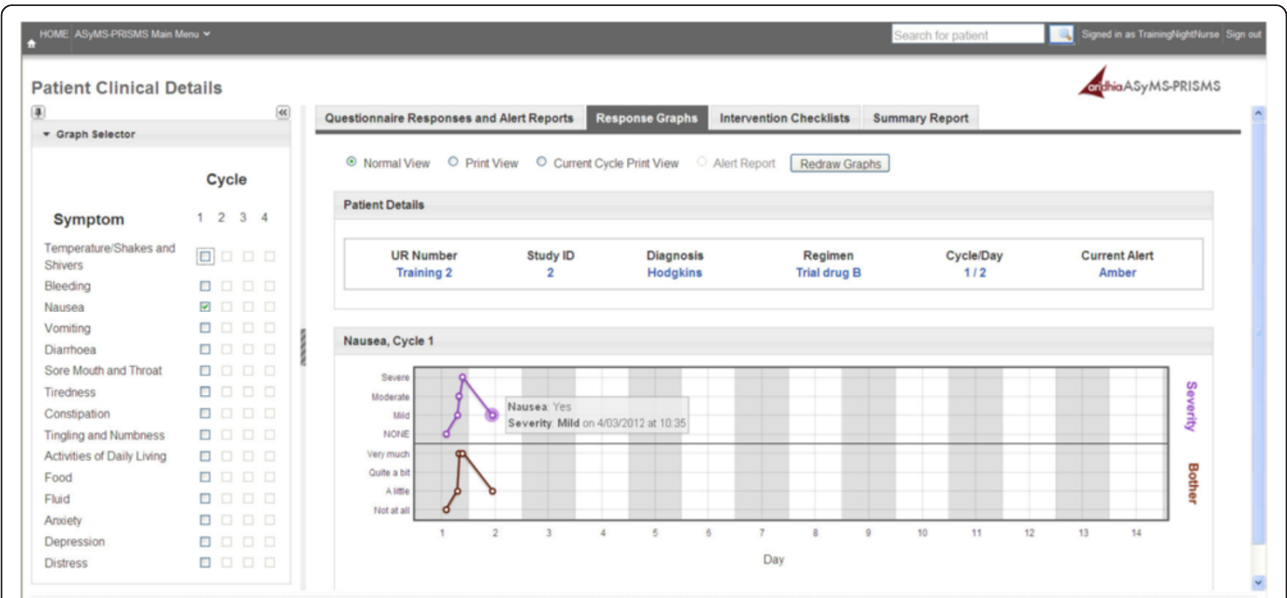 HOME ASyMS-PRISMS Main Menu
Search for patient
Signed in as TrainingNightNurse Sign out
Patient Clinical Details
andhiaASyMS-PRISMS
Graph Selector
Cycle
Symptom 1 2 3 4
Temperature/Shakes and
Shivers
Bleeding
Nausea
Vomiting
Diarrhoea
Sore Mouth and Throat
Tiredness
Constipation
Tingling and Numbness
Activities of Daily Living
Food
Fluid
Anxiety
Depression
Distress
Questionnaire Responses and Alert Reports Response Graphs Intervention Checklists Summary Report
Normal View Print View Current Cycle Print View Alert Report Redraw Graphs
Patient Details
UR Number Study ID Diagnosis Regimen Cycle/Day Current Alert
Training 2 2 Hodgkins Trial drug B 1 / 2 Amber
Nausea, Cycle 1
Severe
Moderate
Mild
NONE
Very much
Quite a bit
A little
Not at all
Nausea: Yes
Severity: Mild on 4/03/2012 at 10:35
Severity
Bother
1 2 3 4 5 6 7 8 9 10 11 12 13 14
Day